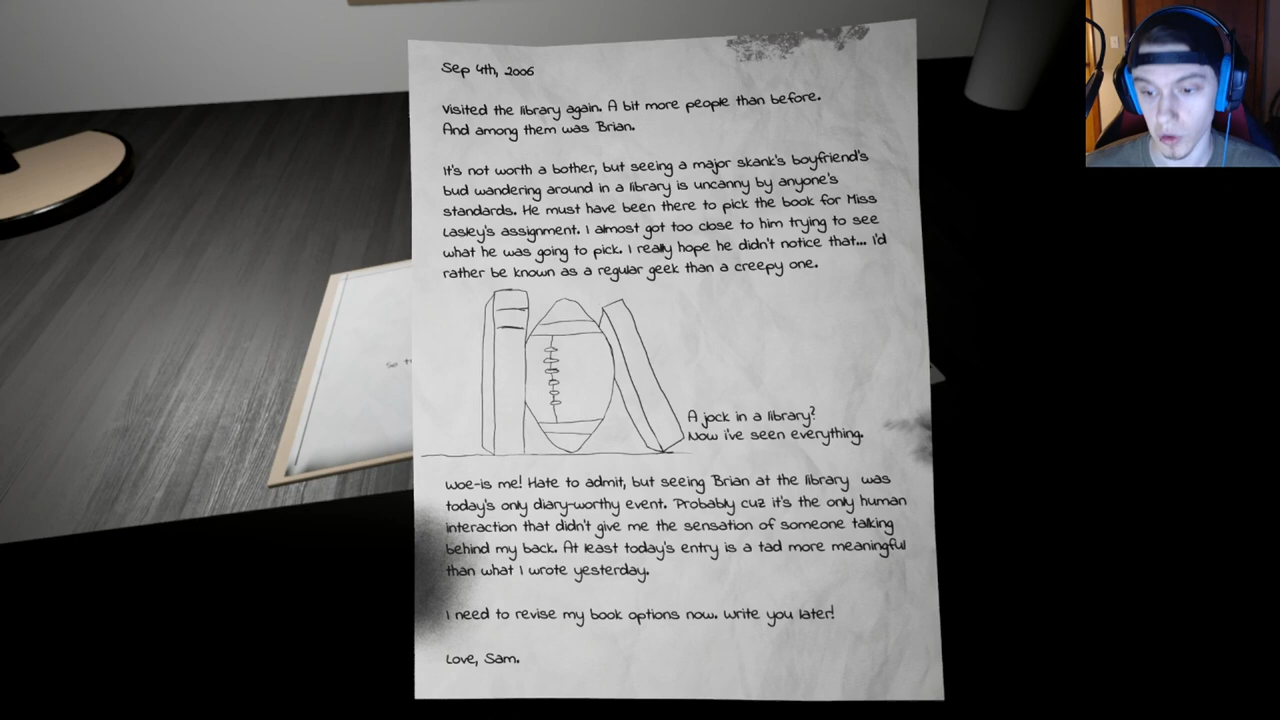 Sep 4th, 2006
Visited the library again. A bit more people than before.
And among them was Brian.
It's not worth a bother, but seeing a major skank's boyfriend's
bud wandering around in a library is uncanny by anyone's
standards. He must have been there to pick the book for Miss
Lasley's assignment. I almost got too close to him trying to see
what he was going to pick. I really hope he didn't notice that... I'd
rather be known as a regular geek than a creepy one.
So
A jock in a library?
Now i've seen everything.
Woe-is me! Hate to admit, but seeing Brian at the library was
today's only diary-worthy event. Probably cuz it's the only human
interaction that didn't give me the sensation of someone talking
behind my back. At least today's entry is a tad more meaningful
than what I wrote yesterday.
I need to revise my book options now. Write you later!
Love, Sam.